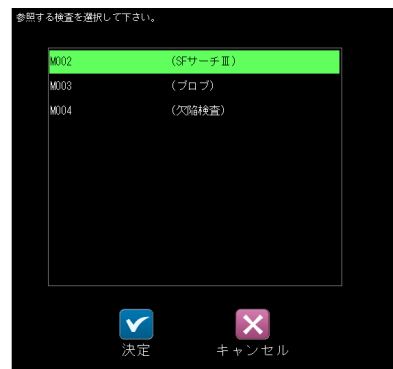 参照する検査を選択して下さい。
M002 (SFサーチⅢ)
M003 (ブロブ)
M004 (欠陥検査)
決定 キャンセル